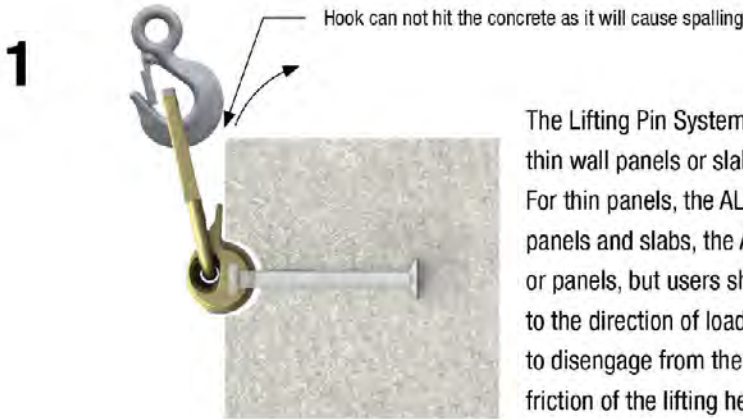 1
Hook can not hit the concrete as it will cause spalling
The Lifting Pin System
thin wall panels or slal
For thin panels, the AL
panels and slabs, the A
or panels, but users sh
to the direction of load
to disengage from the
friction of the lifting he